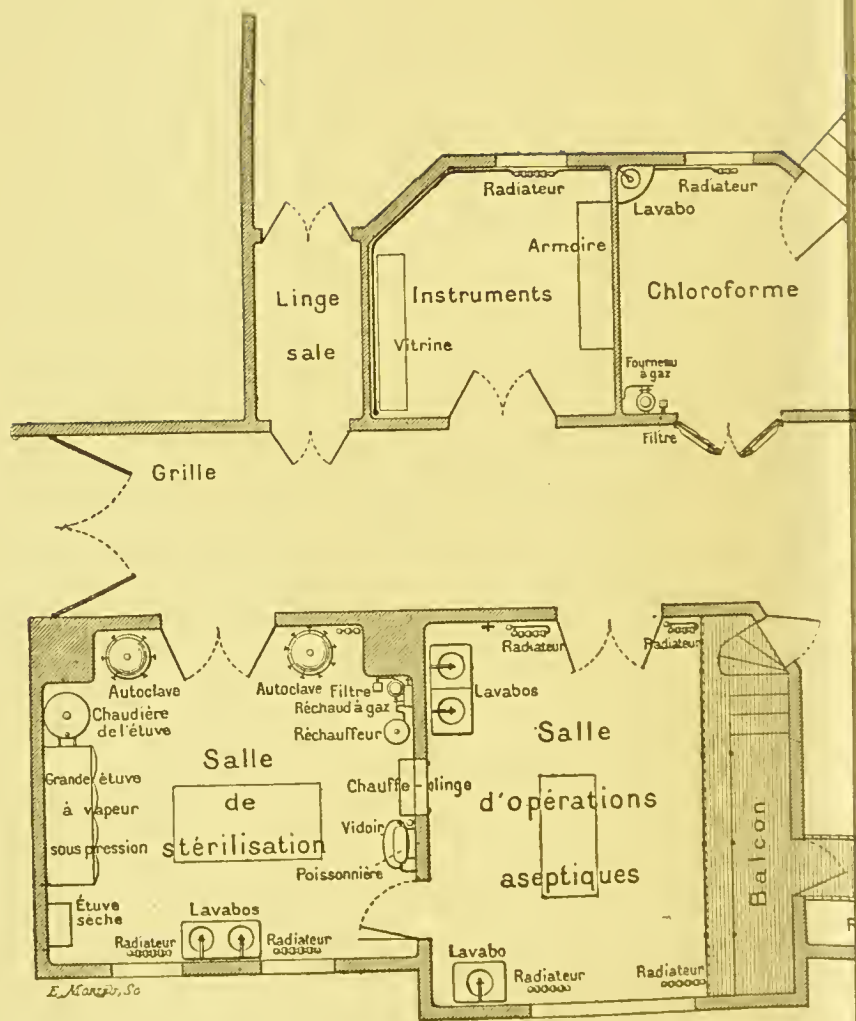 Radiateur
Radiateur
Lavabo
Armoire
Linge
sale
Instruments
Chloroforme
Vitrine
Fourneau
à gaz
Filtre
Grille
Radiateur
Radiateur
Autoclave
Autoclave
Filtre
Réchaud à gaz
Lavabos
Chaudière
de l'étuve
Réchauffeur
Salle
de
stérilisation
Salle
d'opérations
aseptiques
Grande étuve
à vapeur
sous pression
Chauffe-linge
Vidoir
Poissonnière
Balcon
Étuve
sèche
Lavabos
Radiateur
Radiateur
Lavabo
Radiateur
Radiateur
R